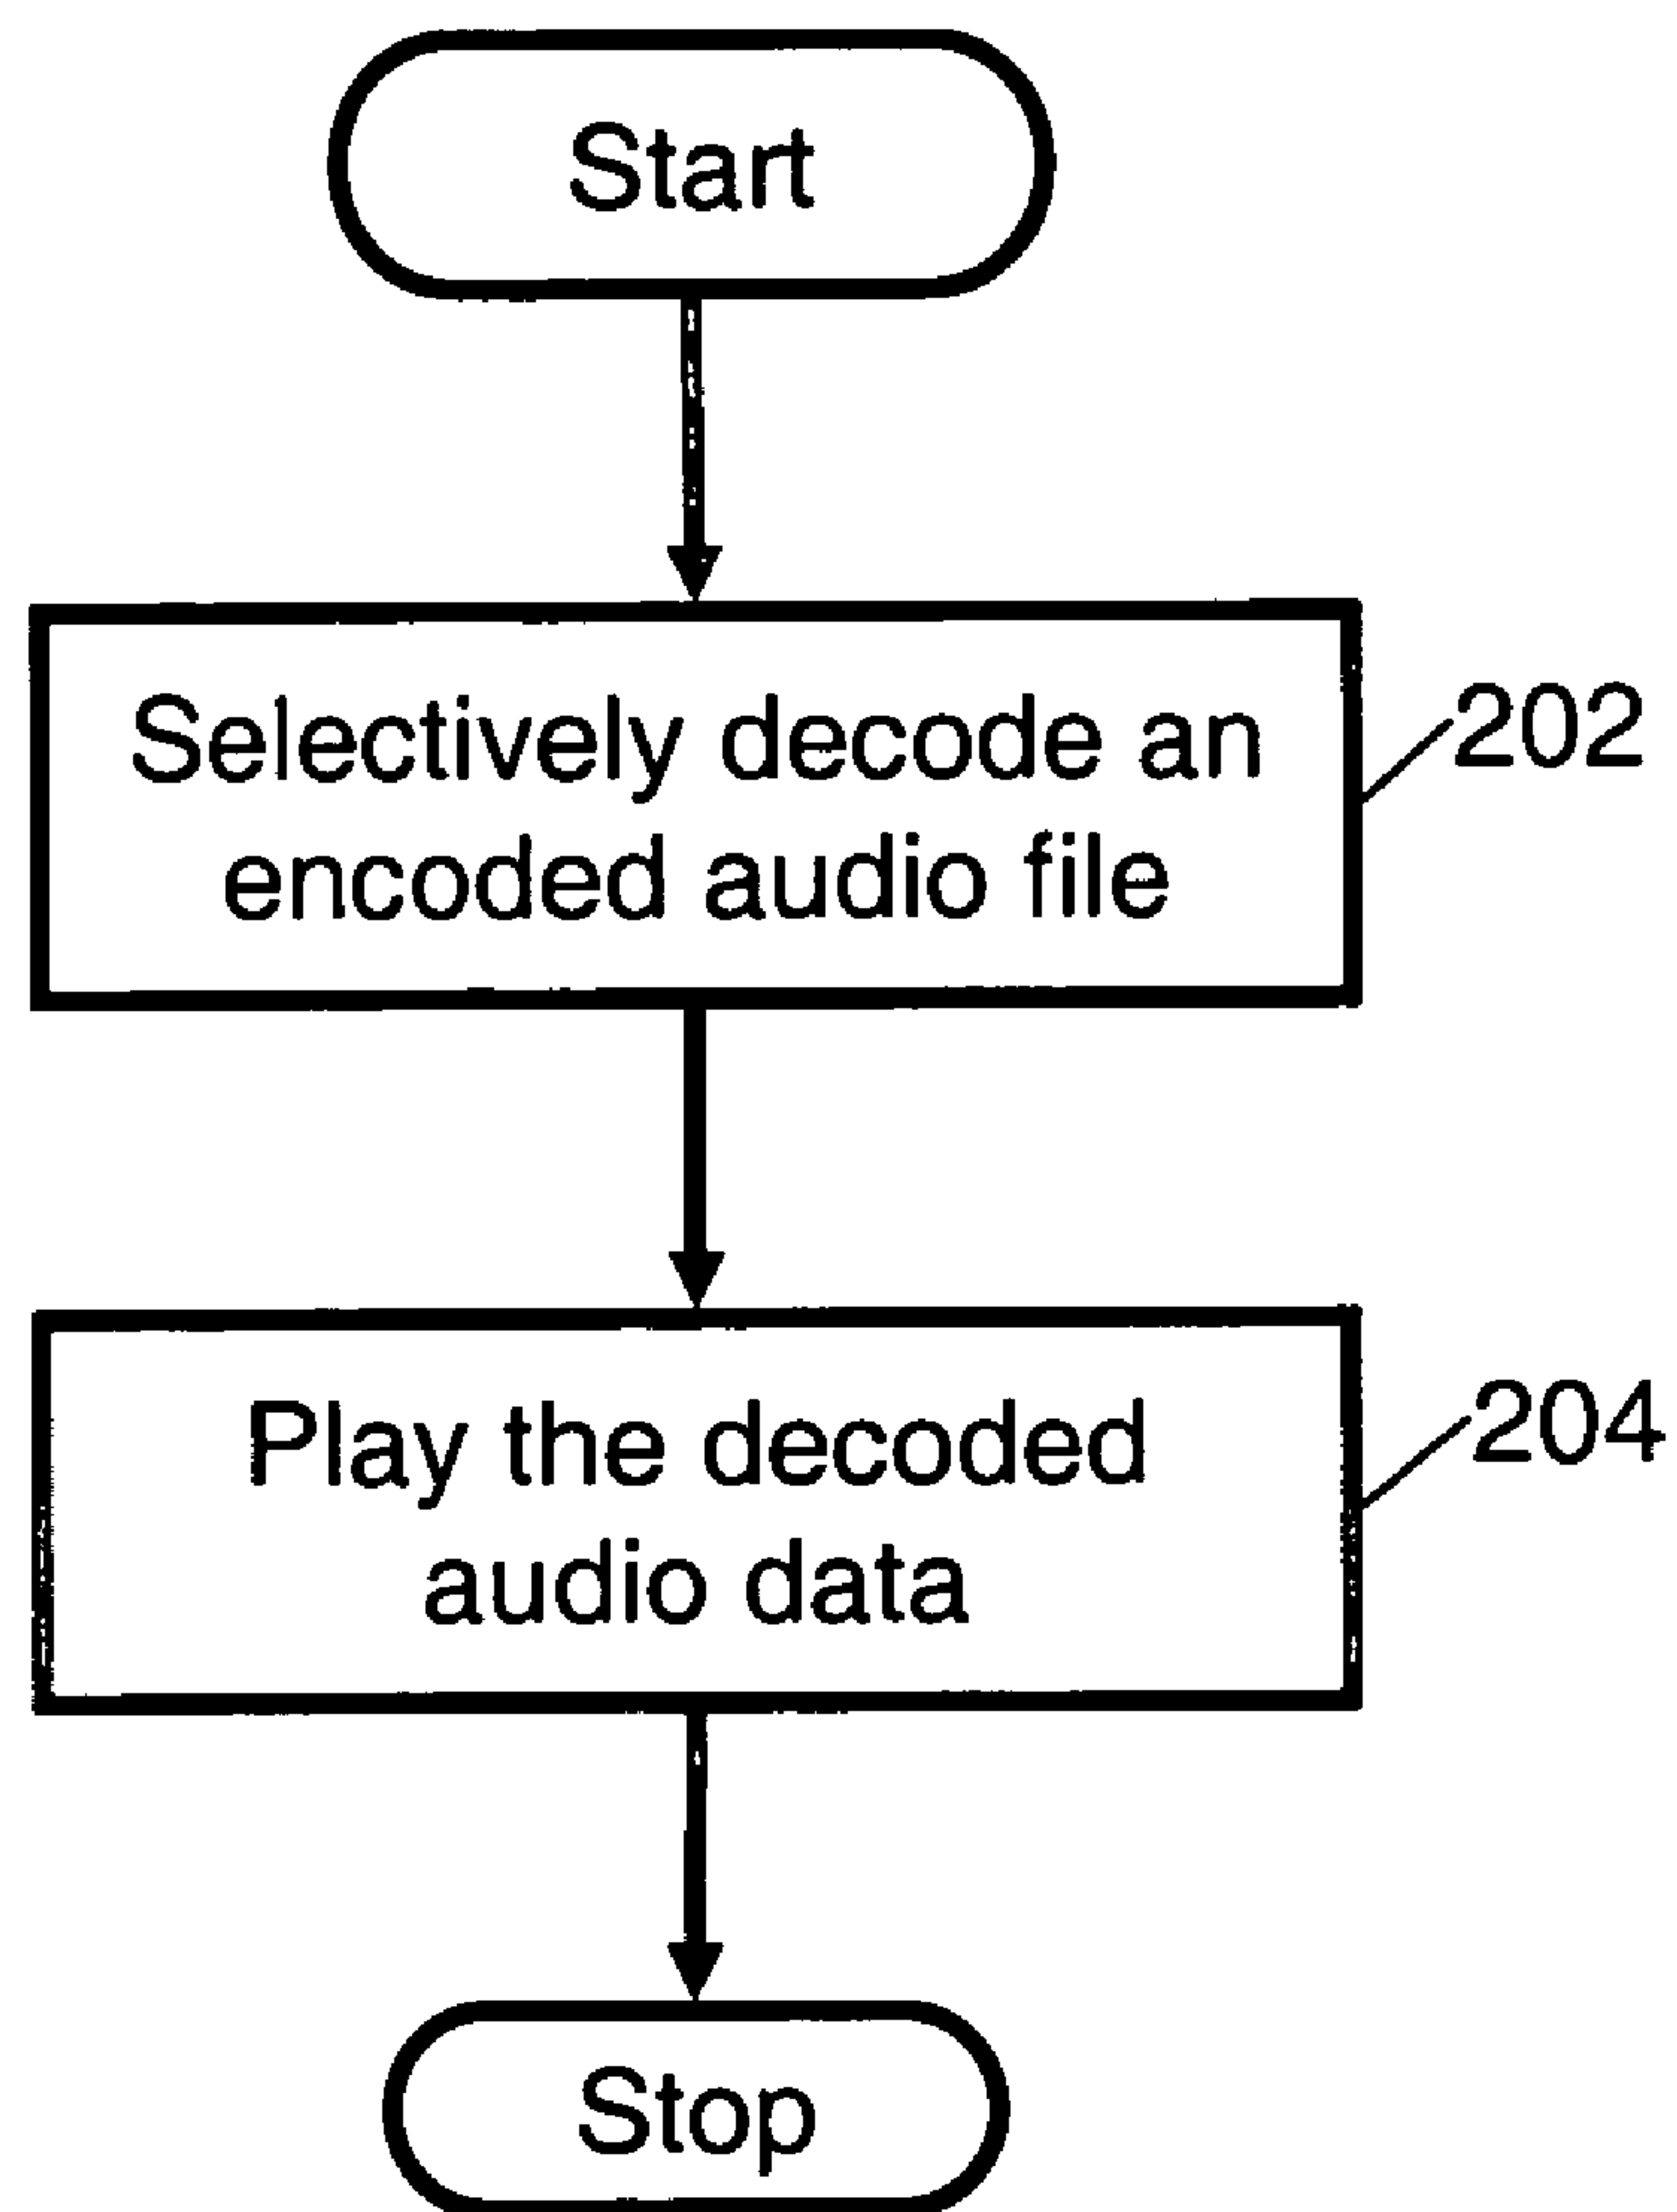 Start
Selectively decode an
encoded audio file
202
Play the decoded
audio data
204
Stop